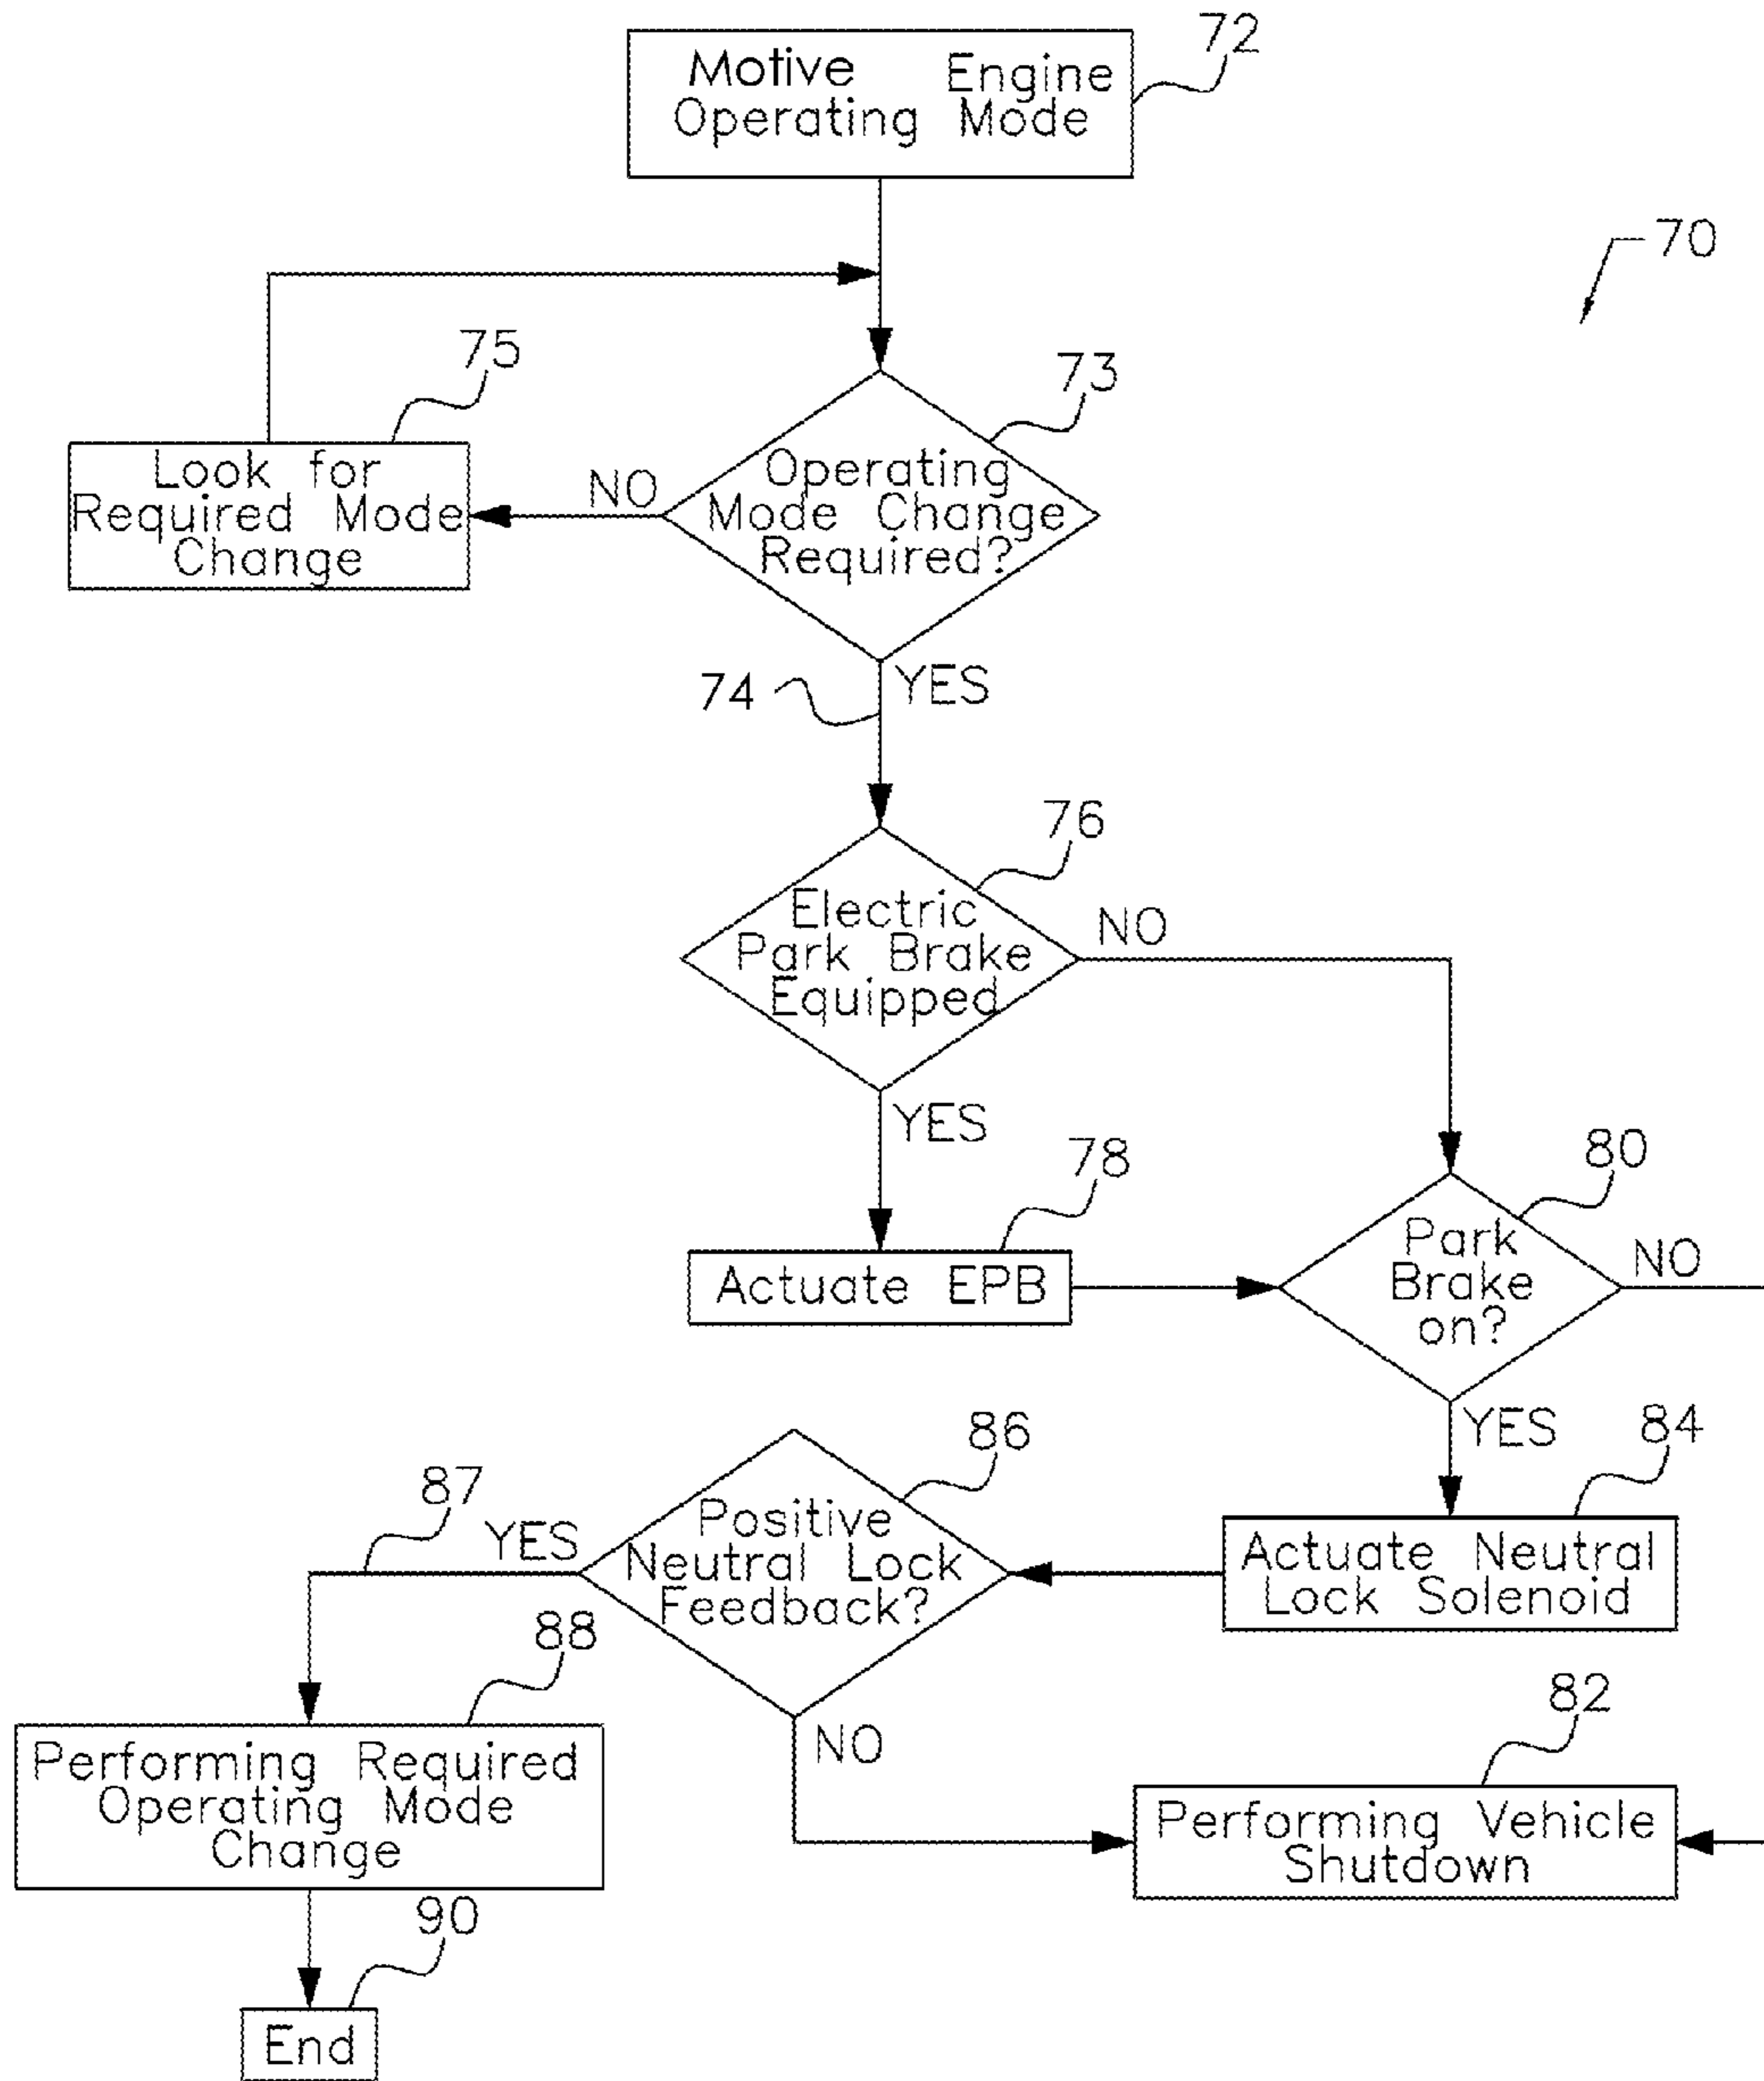 72
Motive Engine
Operating Mode
70
75
73
Look for
Required Mode
Change
NO
Operating
Mode Change
Required?
74
YES
76
Electric
Park Brake
Equipped
NO
YES
78
80
Actuate EPB
Park
Brake
on?
NO
YES
86
84
87
YES
Positive
Neutral Lock
Feedback?
Actuate Neutral
Lock Solenoid
88
NO
82
Performing Required
Operating Mode
Change
Performing Vehicle
Shutdown
90
End